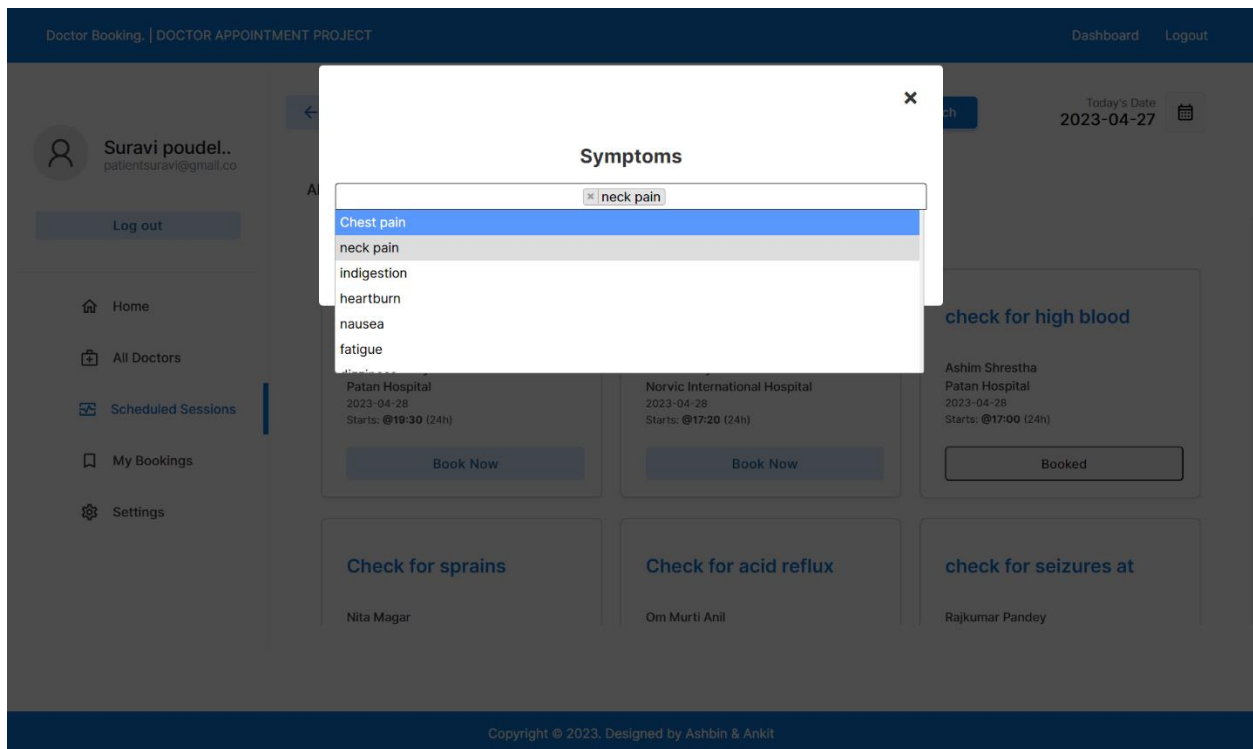 Doctor Booking. | DOCTOR APPOINTMENT PROJECT
Dashboard Logout
Today's Date
2023-04-27
Suravi poudel..
patientsuravi@gmail.co
Log out
Home
All Doctors
Scheduled Sessions
My Bookings
Settings
×
Symptoms
× neck pain
Chest pain
neck pain
indigestion
heartburn
nausea
fatigue
Patan Hospital
2023-04-28
Starts: @19:30 (24h)
Book Now
Norvic International Hospital
2023-04-28
Starts: @17:20 (24h)
Book Now
check for high blood
Ashim Shrestha
Patan Hospital
2023-04-28
Starts: @17:00 (24h)
Booked
Check for sprains
Nita Magar
Check for acid reflux
Om Murti Anil
check for seizures at
Rajkumar Pandey
Copyright © 2023. Designed by Ashbin & Ankit